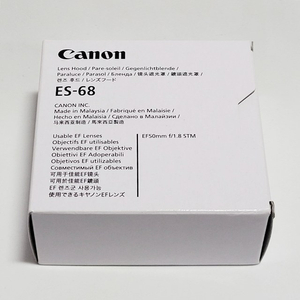 Canon
Lens Hood / Pare-soleil / Gegenlichtblende /
Paraluce / Parasol / Бленда / 镜头遮光罩 / 鏡頭遮光罩 /
렌즈 후드 / レンズフード
ES-68
CANON INC.
Made in Malaysia / Fabriqué en Malaisie /
Hecho en Malasia / Сделано в Малайзии /
马来西亚制造 / 馬來西亞製造
Usable EF Lenses
Objectifs EF utilisables
Verwendbare EF Objektive
Obiettivi EF Adoperabili
Objetivos EF utilizables
Совместимый EF объектив
可用于佳能EF镜头
可用於佳能EF鏡頭
EF 렌즈군 사용가능
使用できるキヤノンEFレンズ
EF50mm f/1.8 STM